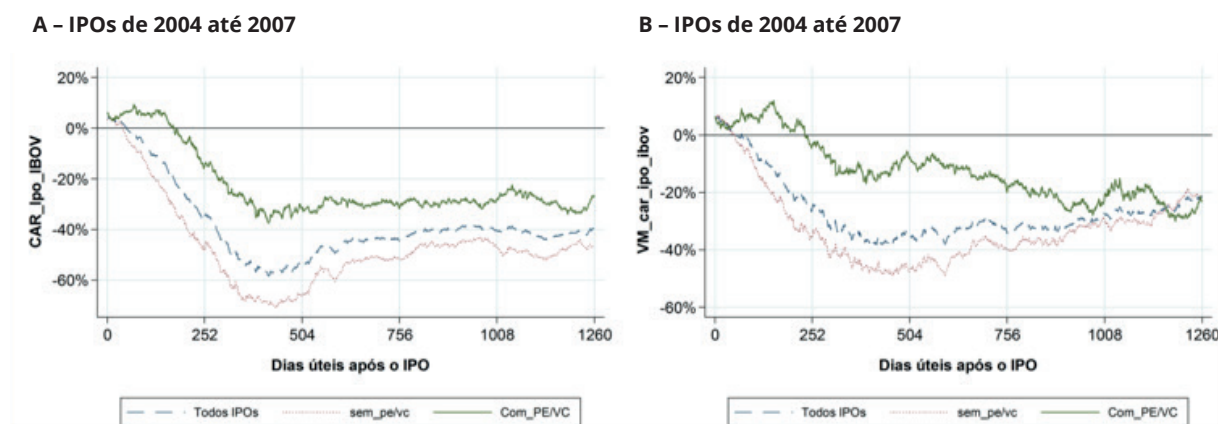 A – IPOs de 2004 até 2007
20%
0%
-20%
-40%
-60%
CAR_Ipo_IBOV
0 252 504 756 1008 1260
Dias úteis após o IPO
Todos IPOs sem_pe/vc Com_PE/VC
B – IPOs de 2004 até 2007
20%
0%
-20%
-40%
-60%
VM_car_ipo_ibov
0 252 504 756 1008 1260
Dias úteis após o IPO
Todos IPOs sem_pe/vc Com_PE/VC